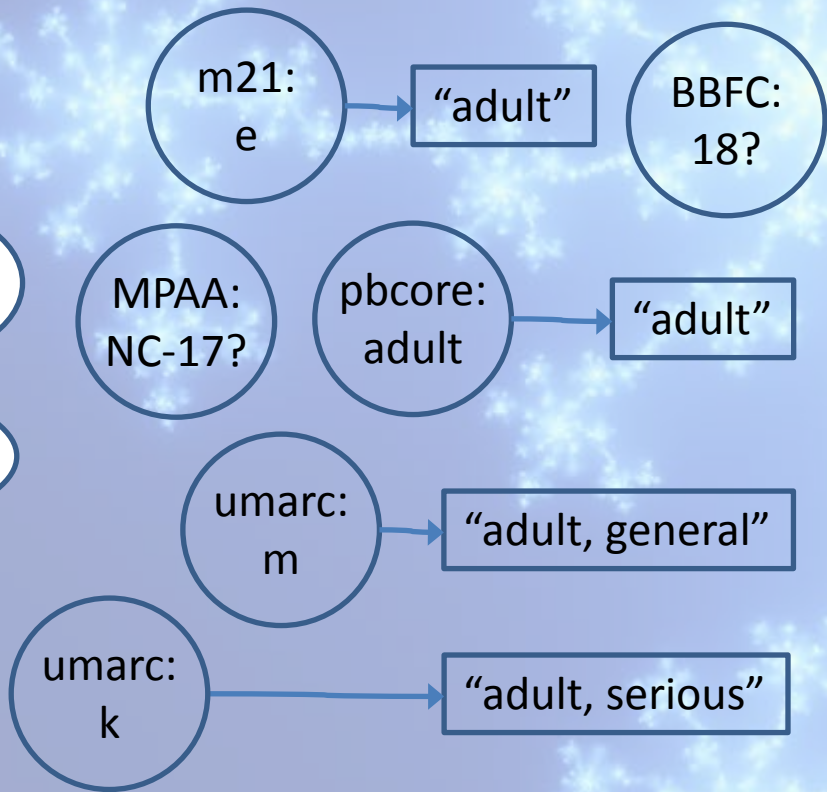 m21:
e
“adult”
BBFC:
18?
MPAA:
NC-17?
pbcore:
adult
“adult”
umarc:
m
“adult, general”
umarc:
k
“adult, serious”